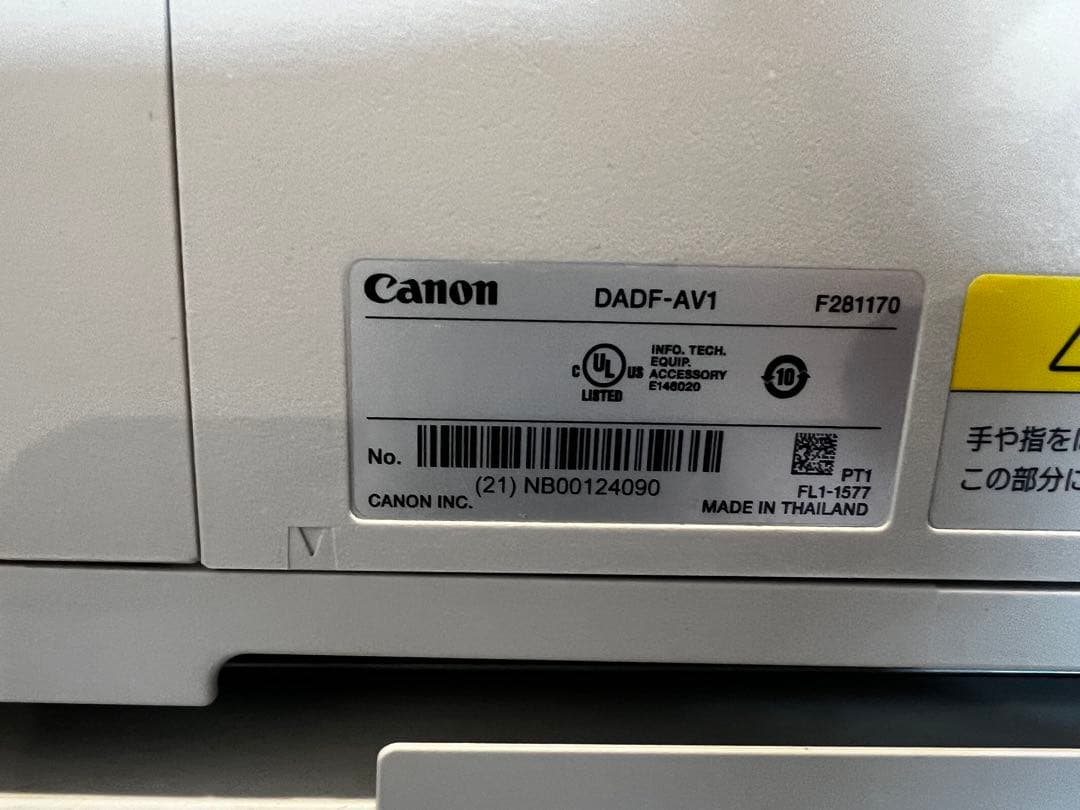 Canon DADF-AV1 F281170
C UL US LISTED
INFO. TECH.
EQUIP.
ACCESSORY
E146020
10
No.
(21) NB00124090
PT1
FL1-1577
CANON INC.
MADE IN THAILAND
手や指を
この部分に